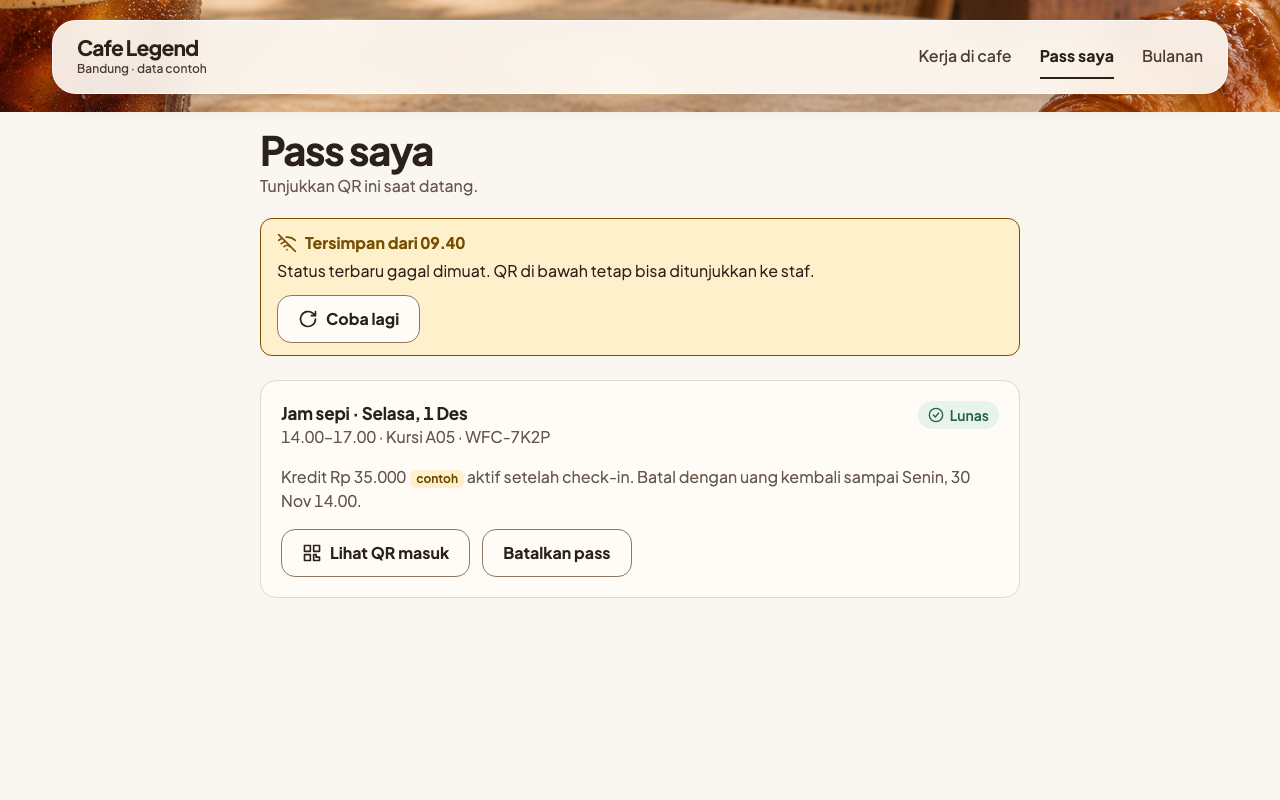 Cafe Legend
Bandung · data contoh
Kerja di cafe
Pass saya
Bulanan
Pass saya
Tunjukkan QR ini saat datang.
Tersimpan dari 09.40
Status terbaru gagal dimuat. QR di bawah tetap bisa ditunjukkan ke staf.
Coba lagi
Jam sepi · Selasa, 1 Des
Lunas
14.00–17.00 · Kursi A05 · WFC-7K2P
Kredit Rp 35.000 contoh aktif setelah check-in. Batal dengan uang kembali sampai Senin, 30
Nov 14.00.
Lihat QR masuk
Batalkan pass